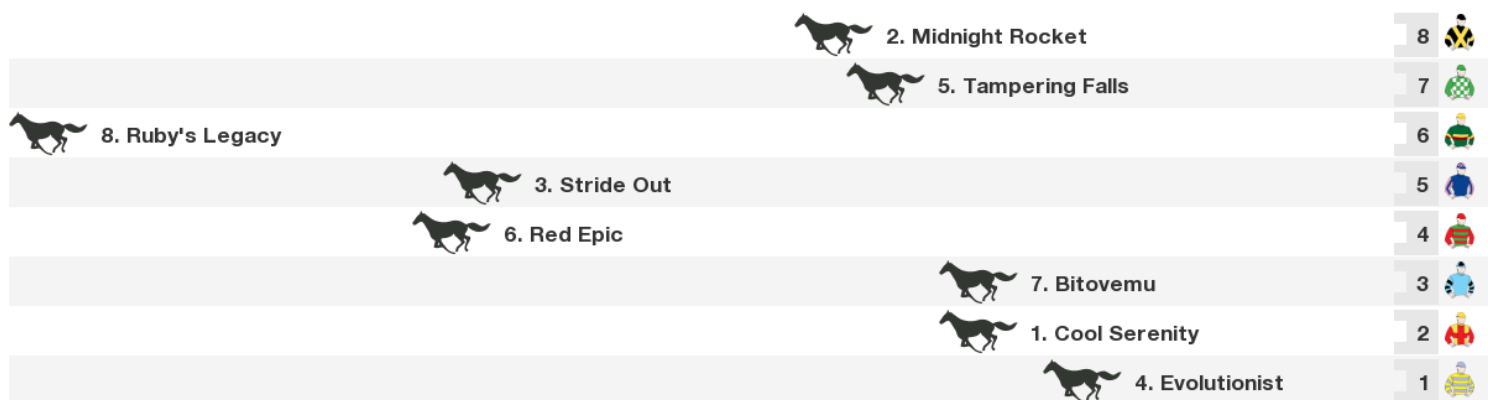 2. Midnight Rocket 8
5. Tampering Falls 7
8. Ruby's Legacy 6
3. Stride Out 5
6. Red Epic 4
7. Bitovemu 3
1. Cool Serenity 2
4. Evolutionist 1